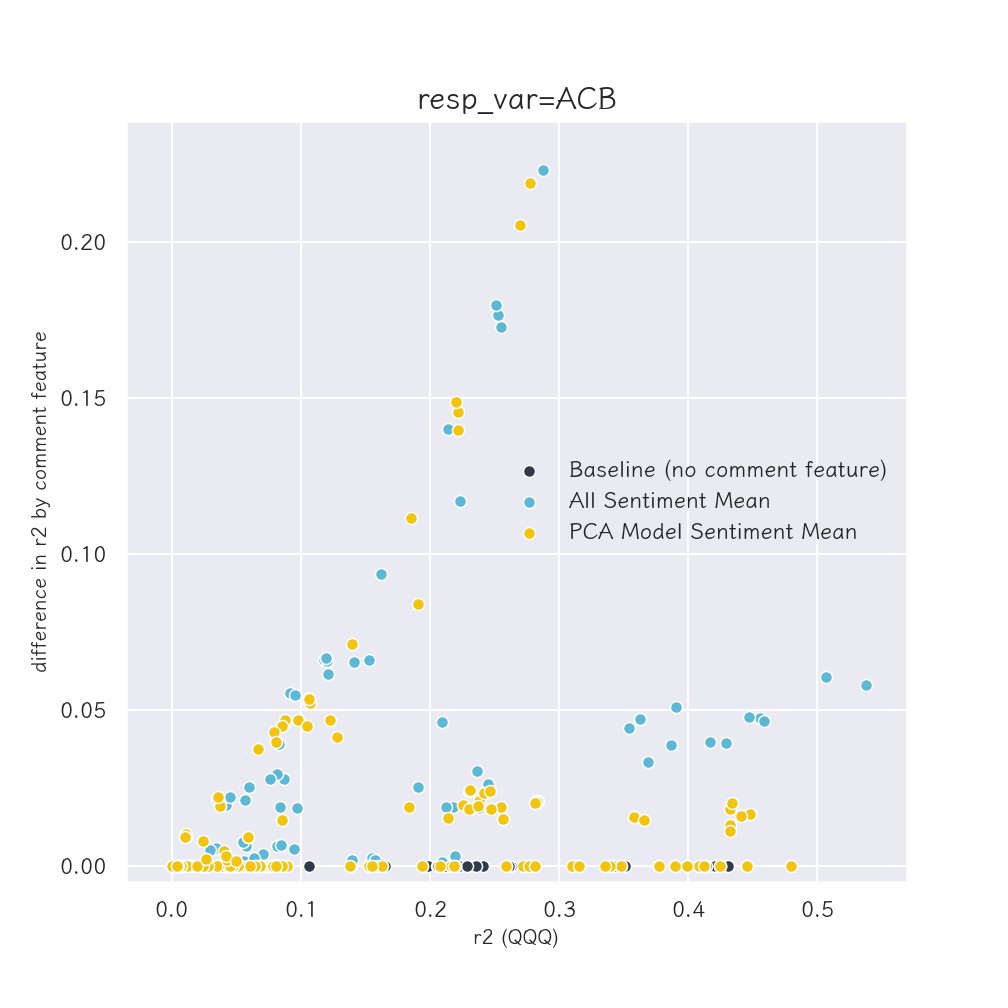 resp_var=ACB
difference in r2 by comment feature
0.20
0.15
0.10
0.05
0.00
Baseline (no comment feature)
All Sentiment Mean
PCA Model Sentiment Mean
0.0 0.1 0.2 0.3 0.4 0.5
r2 (QQQ)